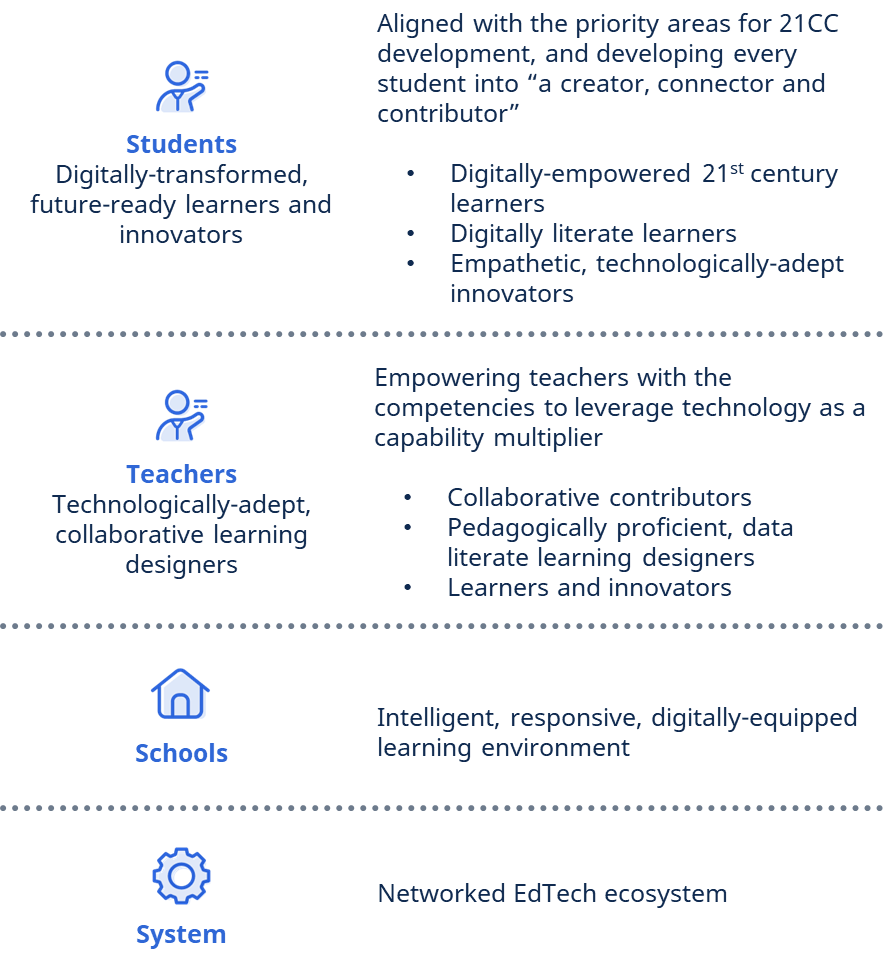 Students
Digitally-transformed,
future-ready learners and
innovators
Aligned with the priority areas for 21CC
development, and developing every
student into “a creator, connector and
contributor”
• Digitally-empowered 21st century
learners
• Digitally literate learners
• Empathetic, technologically-adept
innovators
Teachers
Technologically-adept,
collaborative learning
designers
Empowering teachers with the
competencies to leverage technology as a
capability multiplier
• Collaborative contributors
• Pedagogically proficient, data
literate learning designers
• Learners and innovators
Schools
Intelligent, responsive, digitally-equipped
learning environment
System
Networked EdTech ecosystem